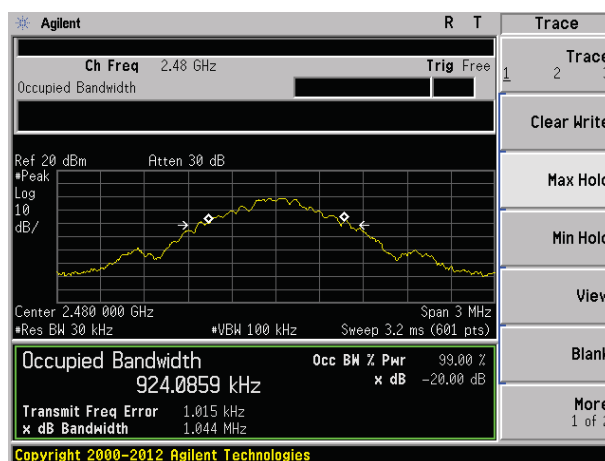 Agilent R T Trace
Ch Freq 2.48 GHz Trig Free
Occupied Bandwidth
Trace
1 2
Clear Write
Max Hold
Min Hold
View
Blank
More
1 of 2
Ref 20 dBm Atten 30 dB
#Peak
Log
10
dB/
Center 2.480 000 GHz Span 3 MHz
#Res BW 30 kHz #VBW 100 kHz Sweep 3.2 ms (601 pts)
Occupied Bandwidth Occ BW % Pwr 99.00 %
924.0859 kHz x dB -20.00 dB
Transmit Freq Error 1.015 kHz
x dB Bandwidth 1.044 MHz
Copyright 2000-2012 Agilent Technologies